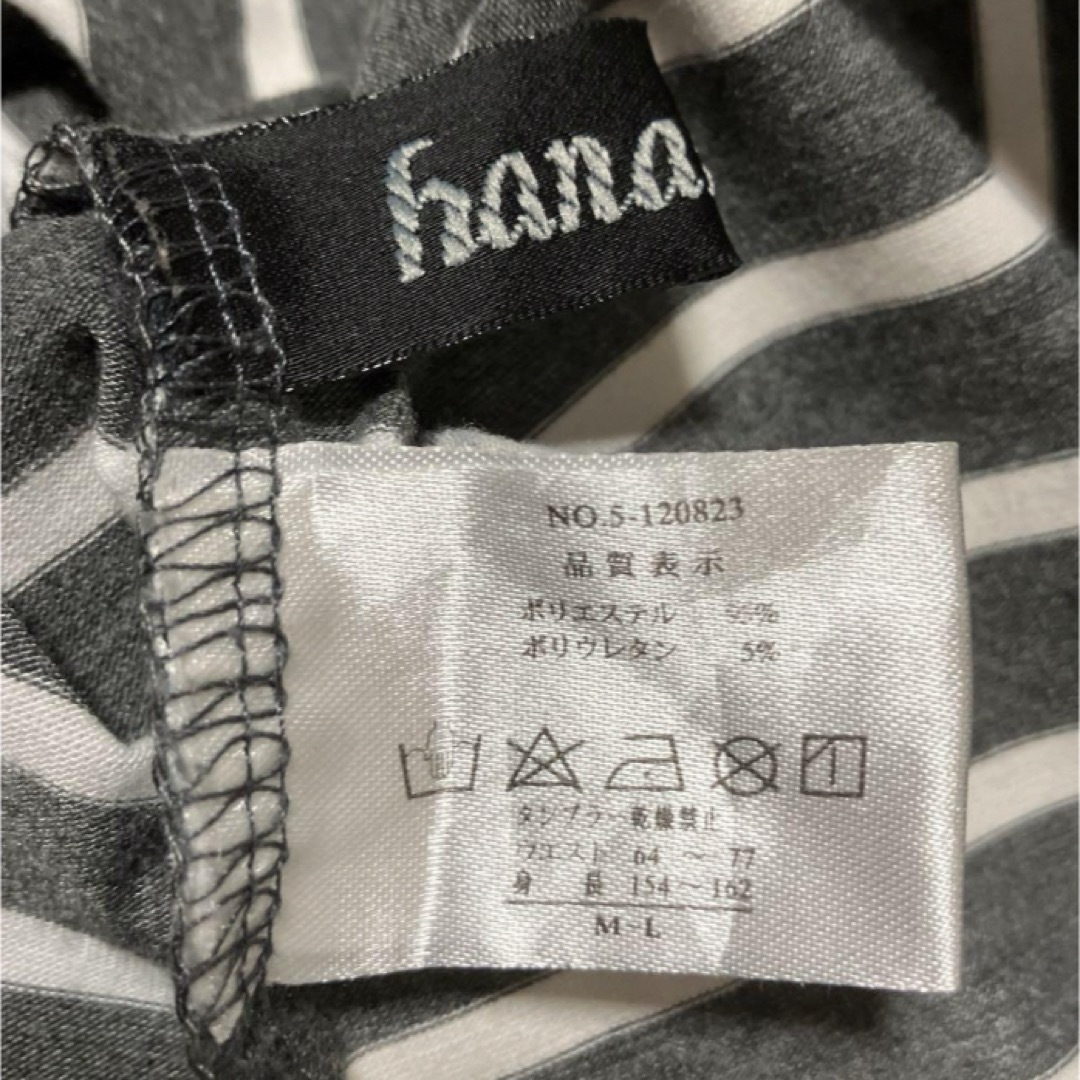 hana
NO.5-120823
品質表示
ポリエステル 95%
ポリウレタン 5%
タンブラー乾燥禁止
ウエスト 64 ～ 77
身 長 154～162
M-L